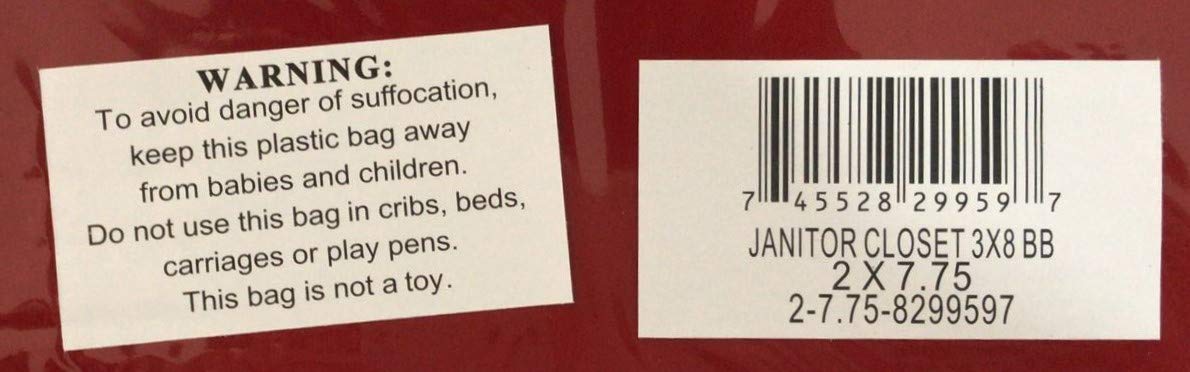 WARNING:
To avoid danger of suffocation,
keep this plastic bag away
from babies and children.
Do not use this bag in cribs, beds,
carriages or play pens.
This bag is not a toy.
7 45528 29959 7
JANITOR CLOSET 3X8 BB
2 X 7.75
2-7.75-8299597